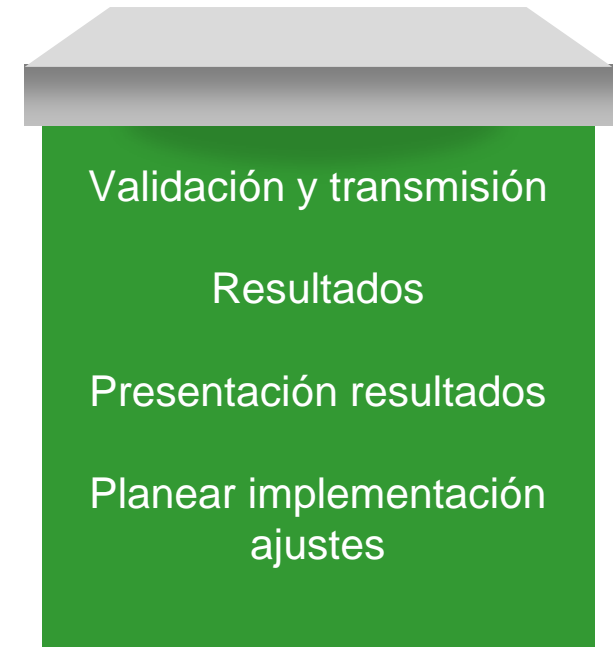 Validación y transmisión
Resultados
Presentación resultados
Planear implementación
ajustes